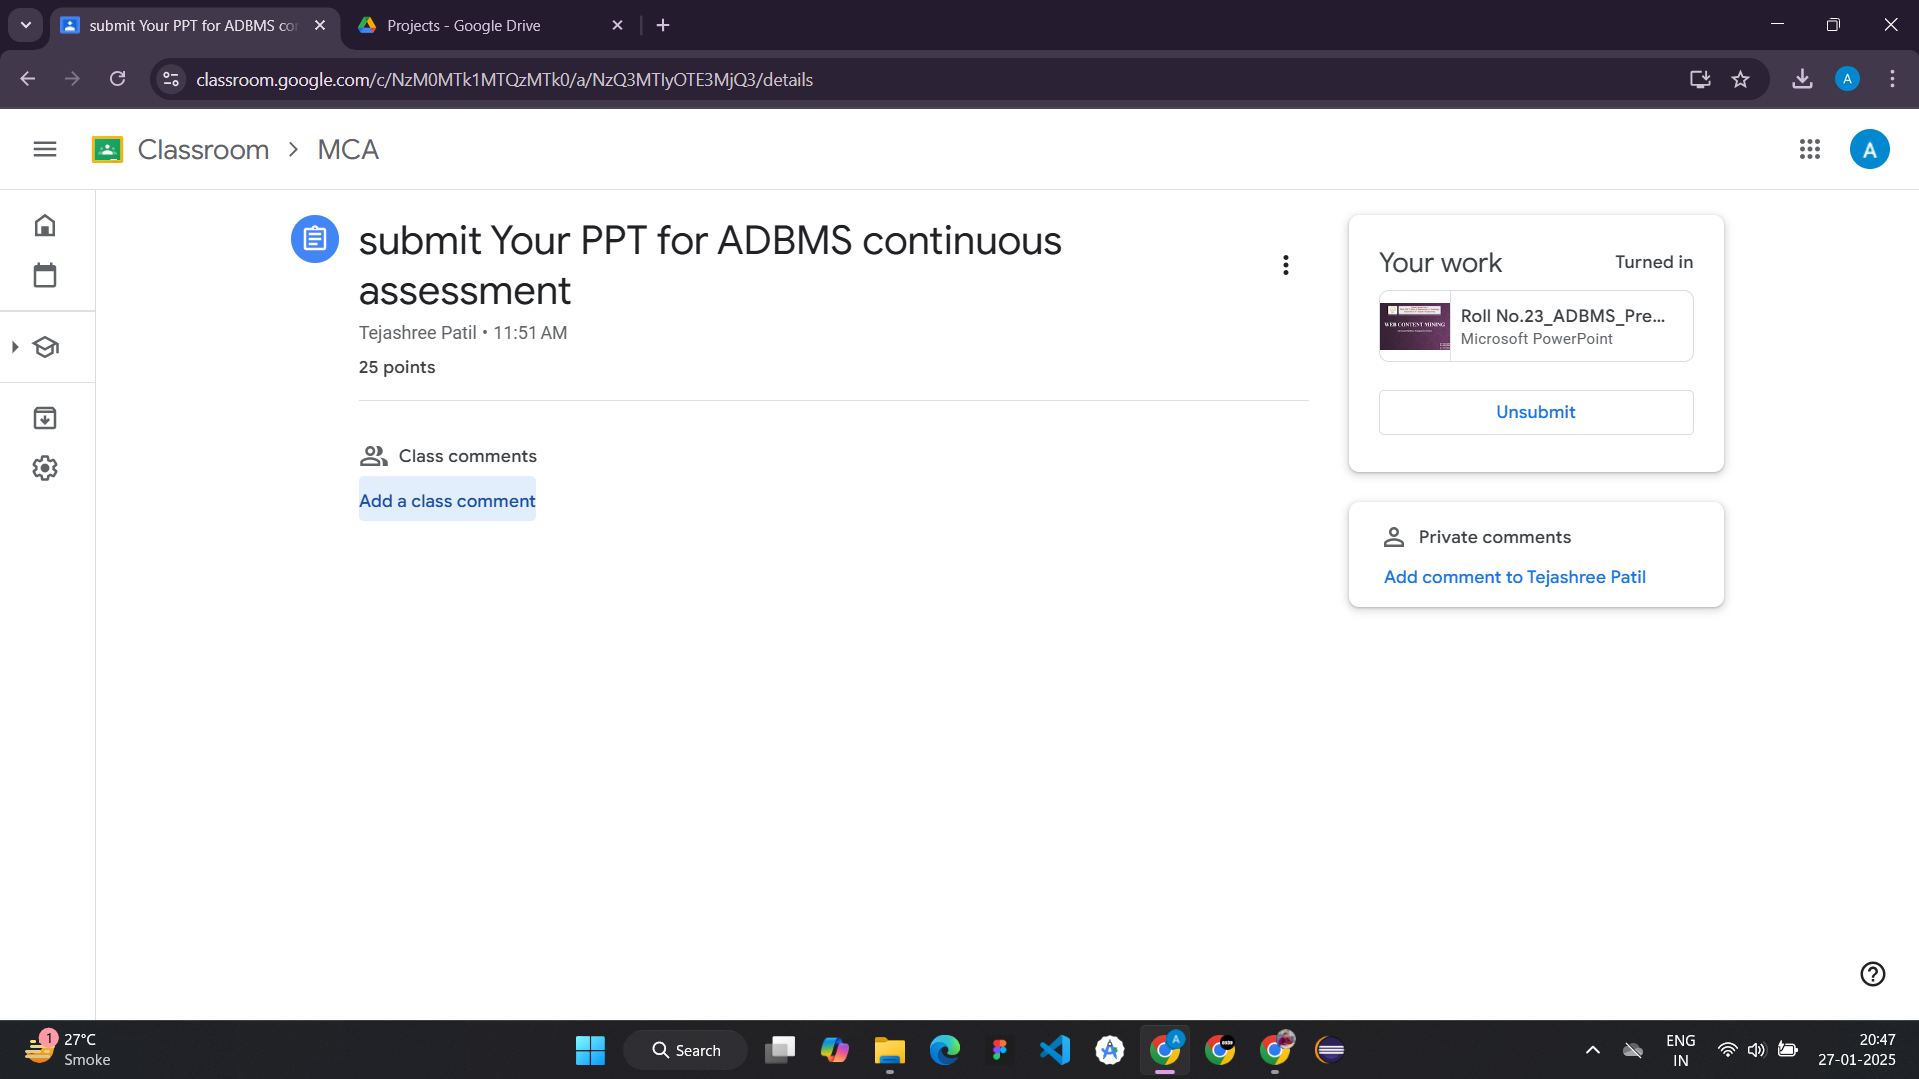 submit Your PPT for ADBMS cor
Projects - Google Drive
classroom.google.com/c/NzM0MTk1MTQzMTk0/a/NzQ3MTIyOTE3MjQ3/details
A
Classroom > MCA
A
submit Your PPT for ADBMS continuous
assessment
Tejashree Patil • 11:51 AM
25 points
Class comments
Add a class comment
Your work
Turned in
WEB CONTENT MINING
Roll No.23_ADBMS_Pre...
Microsoft PowerPoint
Unsubmit
Private comments
Add comment to Tejashree Patil
1
27°C
Smoke
Search
A
ENG
IN
20:47
27-01-2025